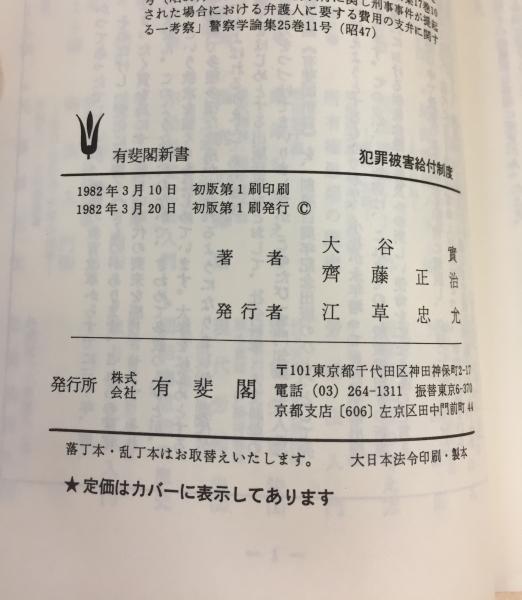 された場合における弁護人に要する費用の支弁に関す
る一考察」警察学論集25巻11号（昭47）
有斐閣新書
犯罪被害給付制度
1982年3月10日 初版第1刷印刷
1982年3月20日 初版第1刷発行 ©
著者 大谷實
齊藤正治
発行者 江草忠允
発行所 株式会社 有斐閣
〒101東京都千代田区神田神保町2-17
電話（03）264-1311 振替東京6-370
京都支店〔606〕左京区田中門前町44
落丁本・乱丁本はお取替えいたします。 大日本法令印刷・製本
★定価はカバーに表示してあります
— 1 —